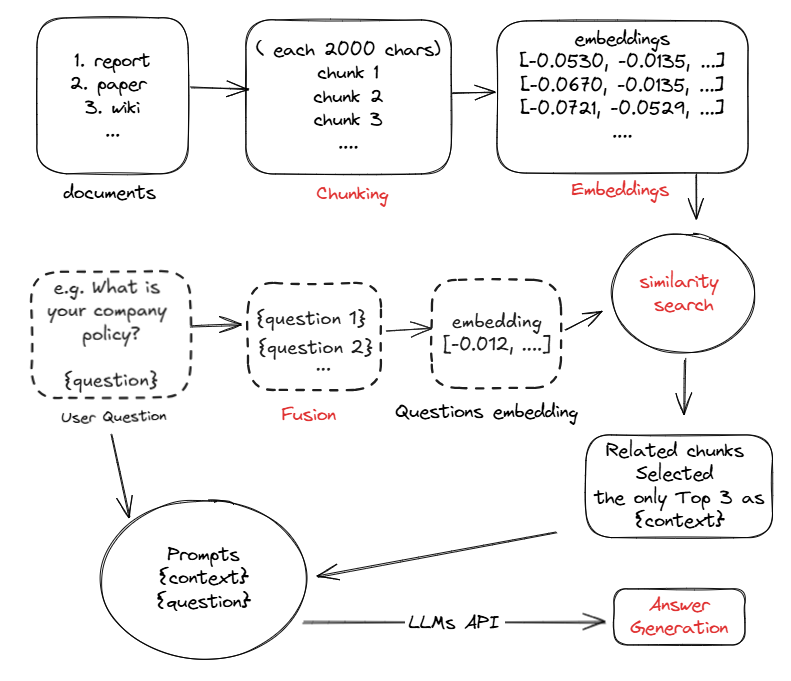 1. report
2. paper
3. wiki
...
documents
( each 2000 chars)
chunk 1
chunk 2
chunk 3
....
Chunking
embeddings
[-0.0530, -0.0135, ...]
[-0.0670, -0.0135, ...]
[-0.0721, -0.0529, ...]
....
Embeddings
e.g. What is
your company
policy?
{question}
User Question
{question 1}
{question 2}
...
Fusion
embedding
[-0.012, ....]
Questions embedding
similarity
search
Related chunks
Selected
the only Top 3 as
{context}
Prompts
{context}
{question}
LLMs API
Answer
Generation